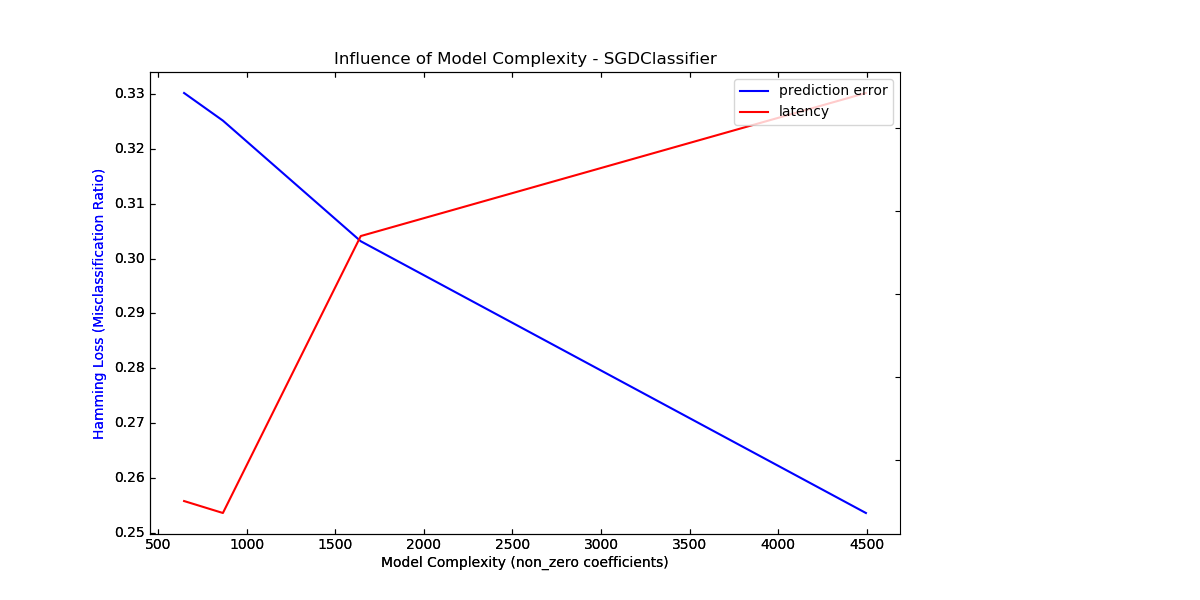 Influence of Model Complexity - SGDClassifier
prediction error
latency
0.33
0.32
0.31
0.30
0.29
0.28
0.27
0.26
0.25
Hamming Loss (Misclassification Ratio)
500 1000 1500 2000 2500 3000 3500 4000 4500
Model Complexity (non_zero coefficients)